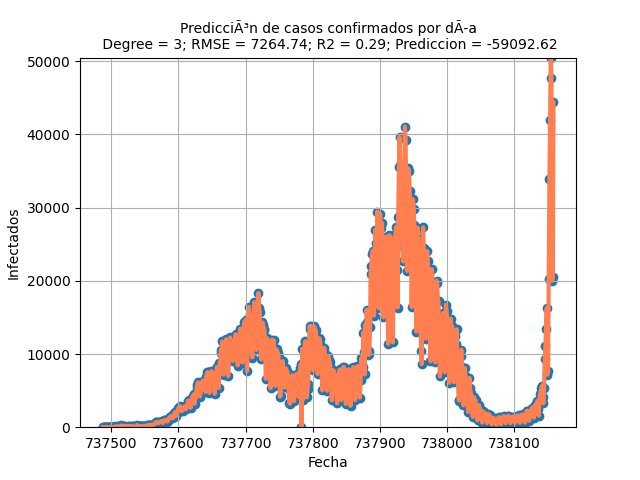 PredicciÃ³n de casos confirmados por dÃ-a
Degree = 3; RMSE = 7264.74; R2 = 0.29; Prediccion = -59092.62
50000
40000
30000
20000
10000
0
Infectados
737500 737600 737700 737800 737900 738000 738100
Fecha